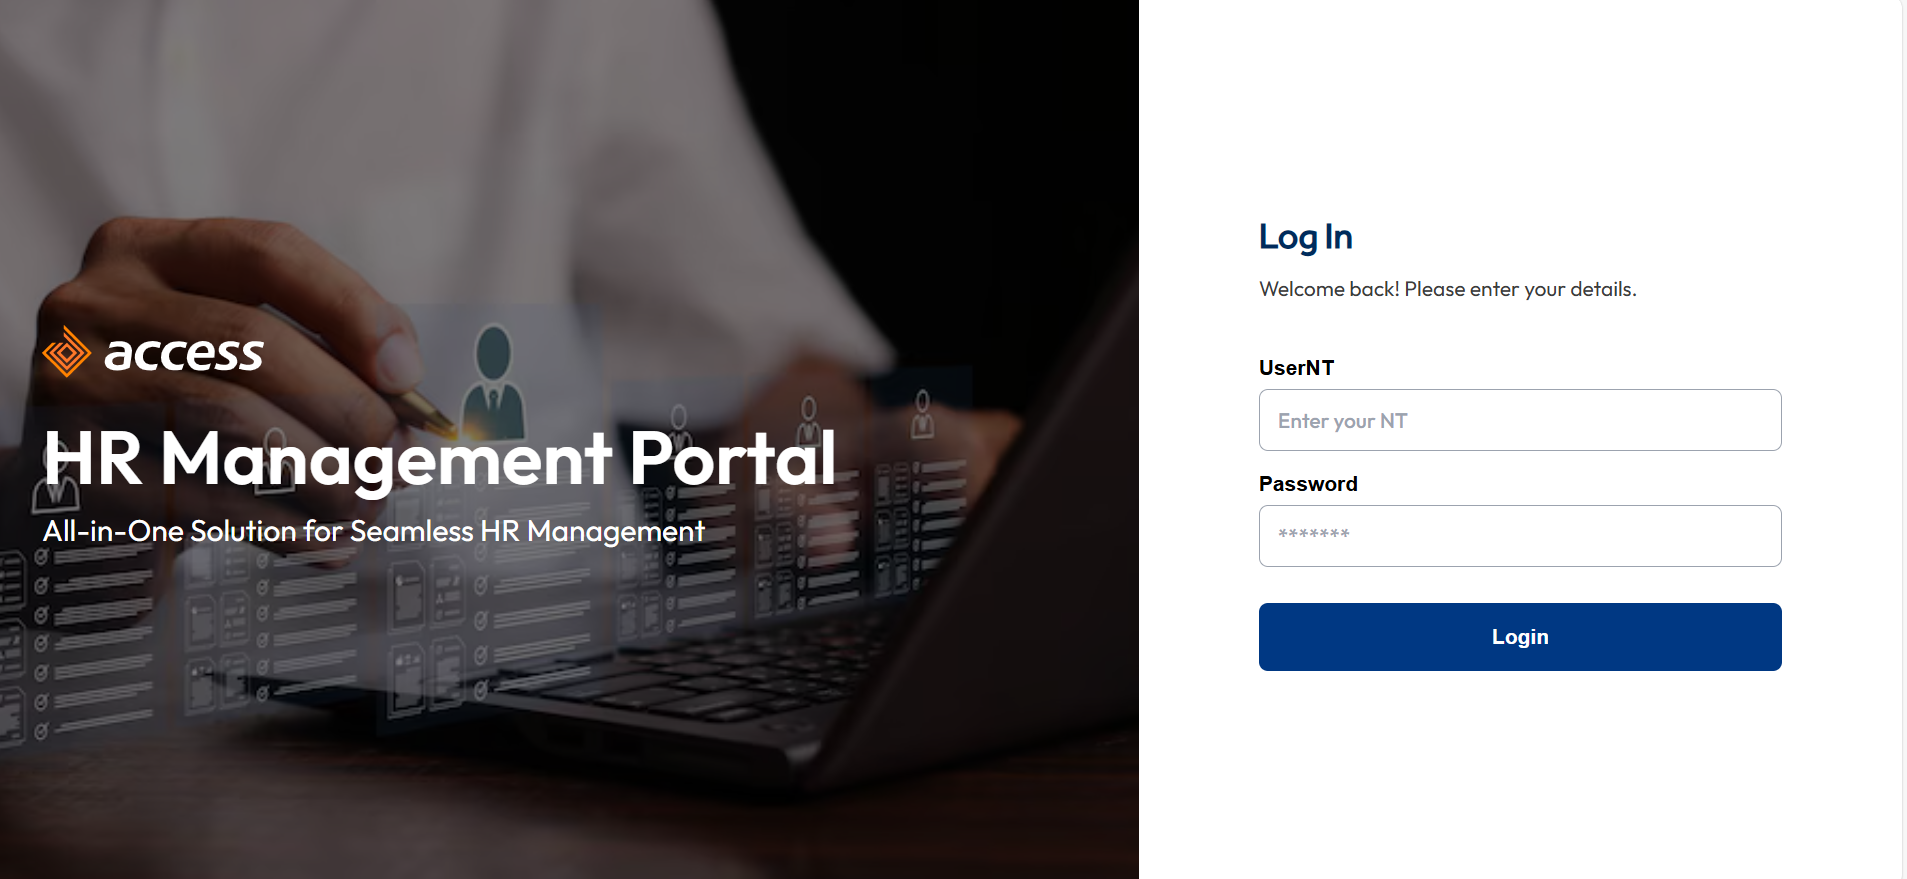 access
HR Management Portal
All-in-One Solution for Seamless HR Management
Log In
Welcome back! Please enter your details.
UserNT
Enter your NT
Password
*******
Login